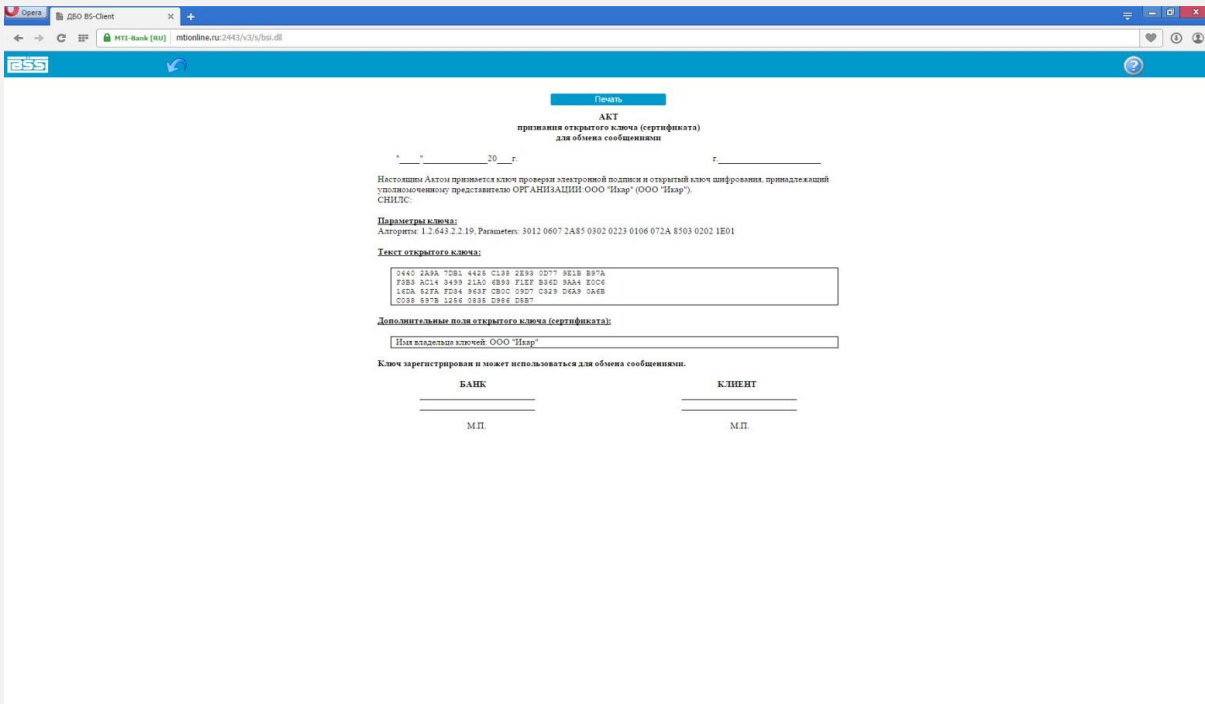 Opera
ДБО BS-Client
MTI-Bank [RU]
mtionline.ru:2443/v3/s/bsi.dll
BSS
Печать
АКТ
признания открытого ключа (сертификата)
для обмена сообщениями
"____"______________20___г.
г.______________________
Настоящим Актом признается ключ проверки электронной подписи и открытый ключ шифрования, принадлежащий
уполномоченному представителю ОРГАНИЗАЦИИ:ООО "Икар" (ООО "Икар").
СНИЛС:
Параметры ключа:
Алгоритм: 1.2.643.2.2.19, Parameters: 3012 0607 2A85 0302 0223 0106 072A 8503 0202 1E01
Текст открытого ключа:
0440 2A9A 7DB1 4425 C138 2E93 0D77 9E1B B97A
F3B3 AC14 3499 21A0 6B93 F1EF B36D 9AA4 E0C6
16DA 52FA FD34 963F CB0C 09D7 C329 D6A9 0A6B
C038 597B 1256 0835 D986 D5B7
Дополнительные поля открытого ключа (сертификата):
Имя владельца ключей: ООО "Икар"
Ключ зарегистрирован и может использоваться для обмена сообщениями.
БАНК
КЛИЕНТ
М.П.
М.П.